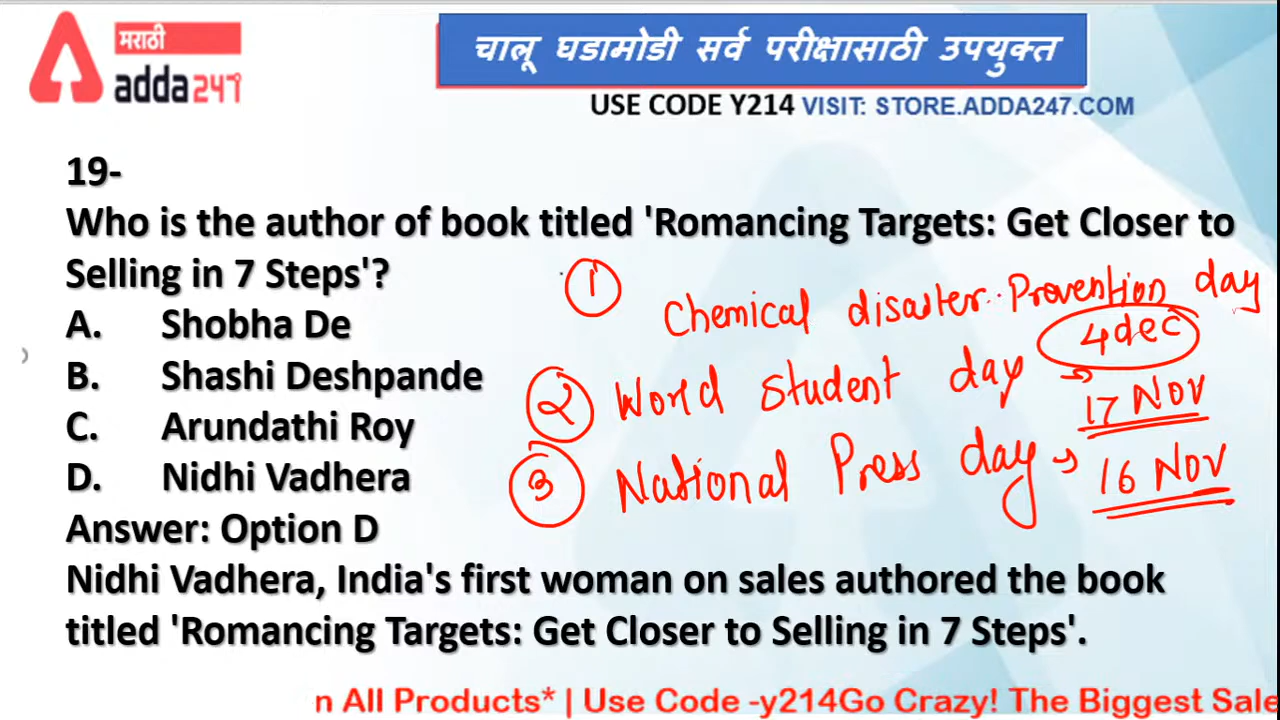 मराठी
adda247
चालू घडामोडी सर्व परीक्षासाठी उपयुक्त
USE CODE Y214 VISIT: STORE.ADDA247.COM
19-
Who is the author of book titled 'Romancing Targets: Get Closer to
Selling in 7 Steps'?
A. Shobha De
B. Shashi Deshpande
C. Arundathi Roy
D. Nidhi Vadhera
Answer: Option D
Nidhi Vadhera, India's first woman on sales authored the book
titled 'Romancing Targets: Get Closer to Selling in 7 Steps'.
1 Chemical disaster Prevention day
4 dec
2 World Student day → 17 Nov
3 National Press day → 16 Nov
n All Products* | Use Code -y214Go Crazy! The Biggest Sale